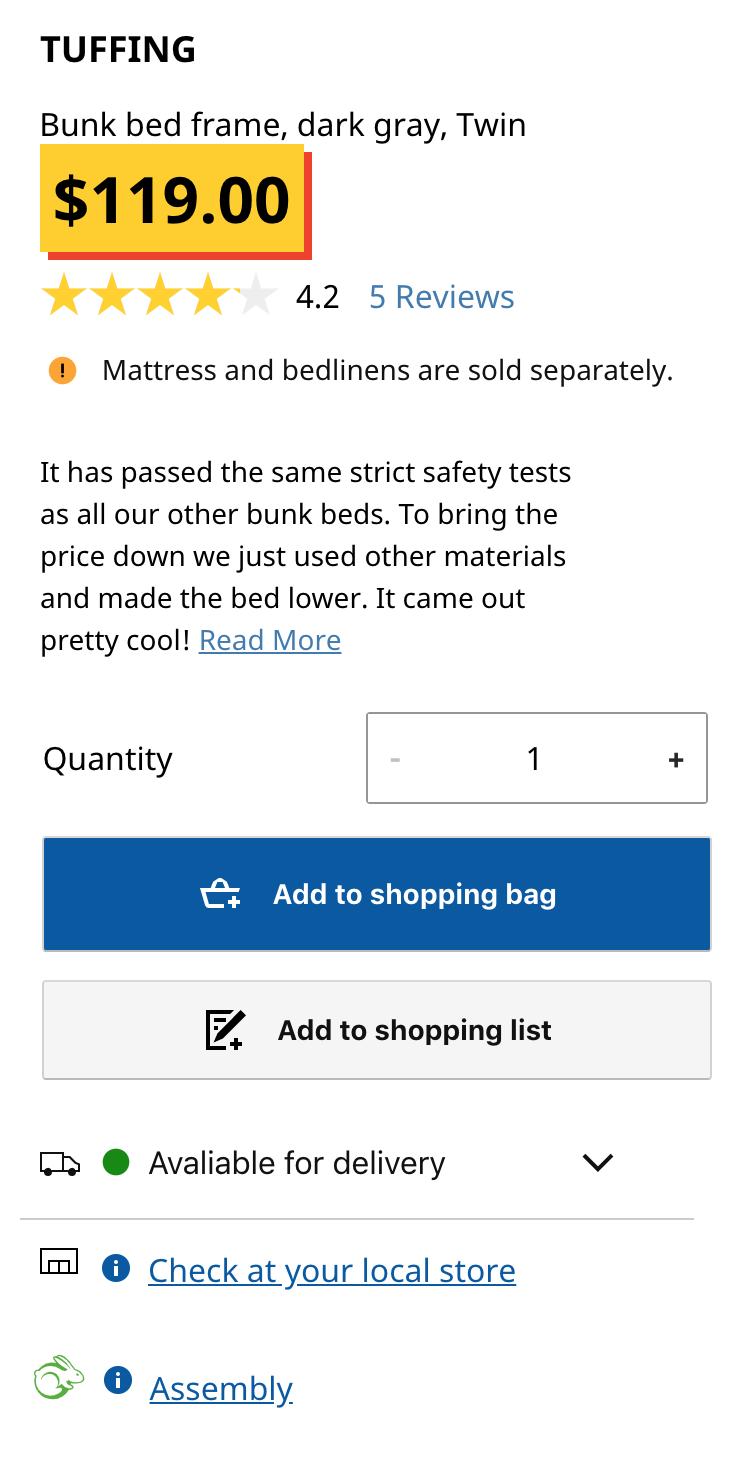 TUFFING
Bunk bed frame, dark gray, Twin
$119.00
4.2 5 Reviews
! Mattress and bedlinens are sold separately.
It has passed the same strict safety tests
as all our other bunk beds. To bring the
price down we just used other materials
and made the bed lower. It came out
pretty cool! Read More
Quantity - 1 +
Add to shopping bag
Add to shopping list
Avaliable for delivery
i Check at your local store
i Assembly